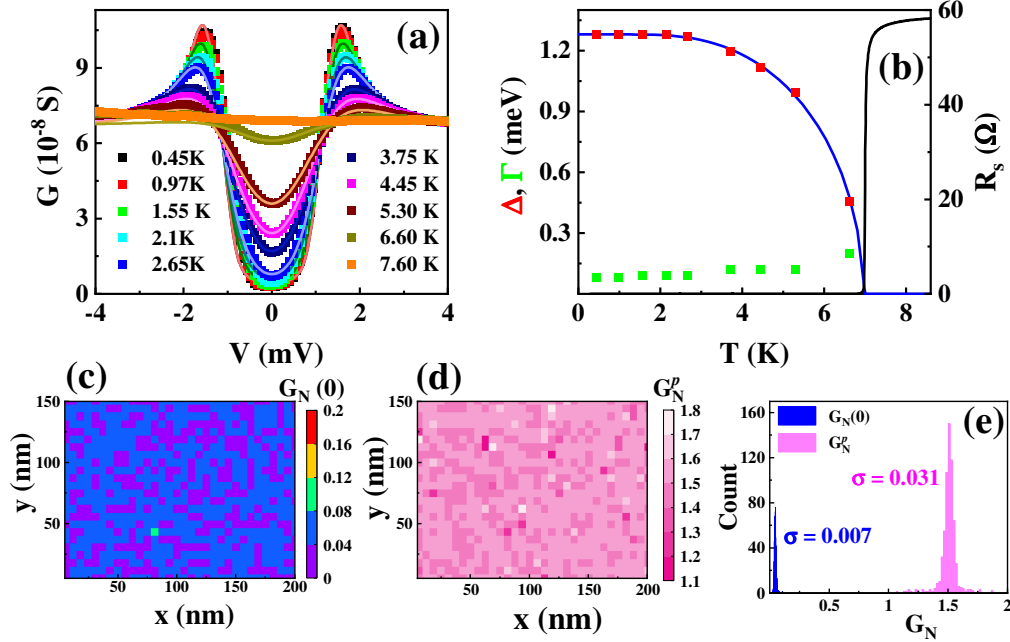 (a)
G (10⁻⁸ S)
9
6
3
0
0.45K
0.97K
1.55 K
2.1K
2.65K
3.75 K
4.45 K
5.30 K
6.60 K
7.60 K
-4 -2 0 2 4
V (mV)
(b)
Δ, Γ (meV)
1.2
0.9
0.6
0.3
0 2 4 6 8
T (K)
60
40
20
0
Rₛ (Ω)
(c)
G_N (0)
y (nm)
150
100
50
50 100 150 200
x (nm)
0.2
0.16
0.12
0.08
0.04
0
(d)
G_N^p
y (nm)
150
100
50
50 100 150 200
x (nm)
1.8
1.7
1.6
1.5
1.4
1.3
1.2
1.1
(e)
G_N(0)
G_N^p
Count
160
120
80
40
0
σ = 0.031
σ = 0.007
0.5 1 1.5 2
G_N